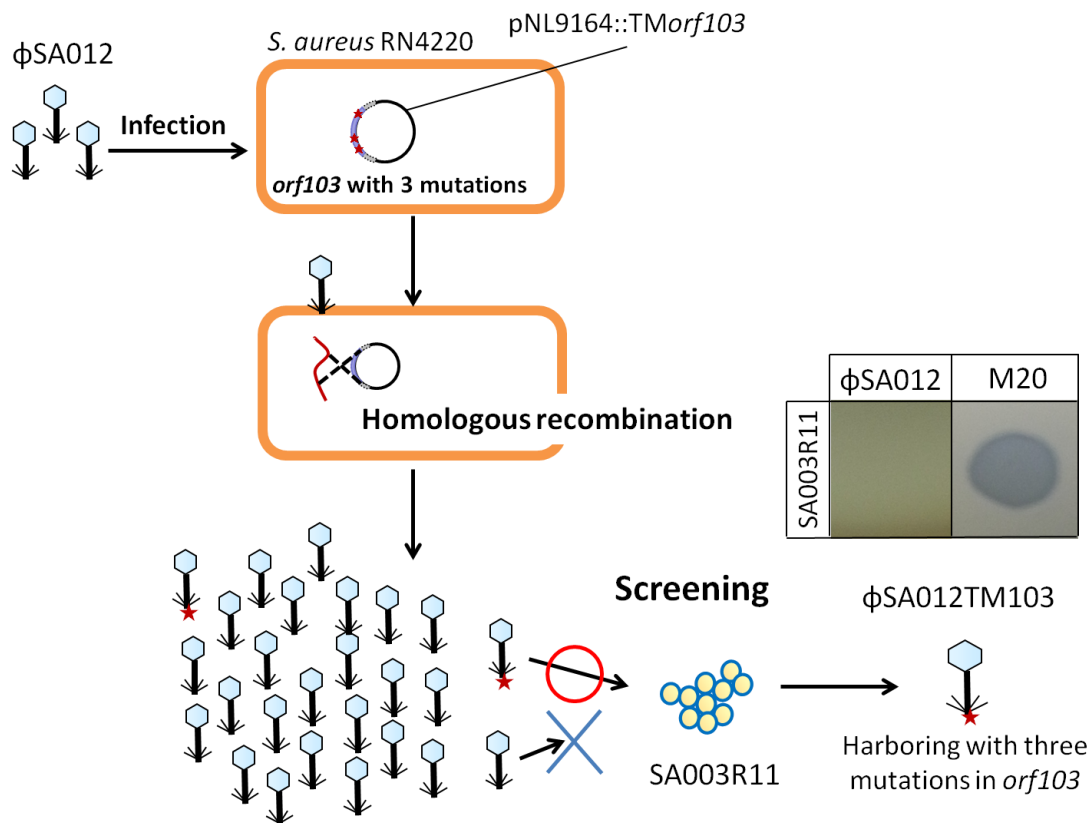 ϕSA012
S. aureus RN4220
pNL9164::TMorf103
Infection
orf103 with 3 mutations
Homologous recombination
ϕSA012
M20
SA003R11
Screening
ϕSA012TM103
SA003R11
Harboring with three
mutations in orf103